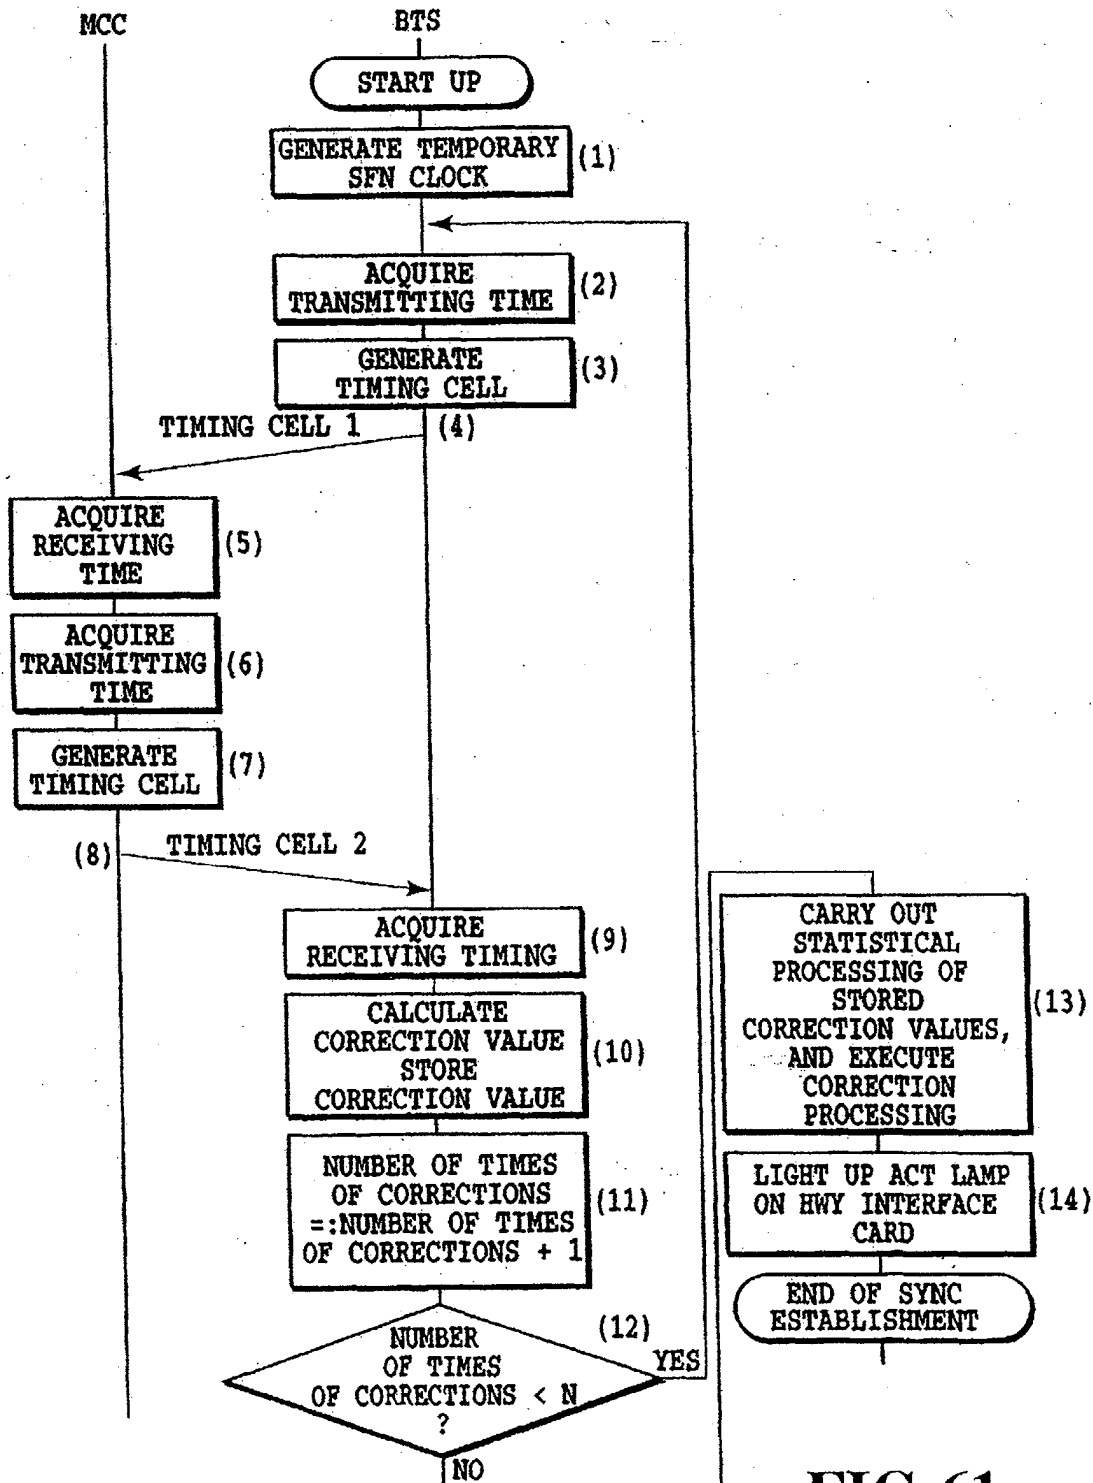 MCC
BTS
START UP
GENERATE TEMPORARY
SFN CLOCK
(1)
ACQUIRE
TRANSMITTING TIME
(2)
GENERATE
TIMING CELL
(3)
TIMING CELL 1
(4)
ACQUIRE
RECEIVING
TIME
(5)
ACQUIRE
TRANSMITTING
TIME
(6)
GENERATE
TIMING CELL
(7)
(8)
TIMING CELL 2
ACQUIRE
RECEIVING TIMING
(9)
CALCULATE
CORRECTION VALUE
STORE
CORRECTION VALUE
(10)
NUMBER OF TIMES
OF CORRECTIONS
=:NUMBER OF TIMES
OF CORRECTIONS + 1
(11)
NUMBER
OF TIMES
OF CORRECTIONS < N
?
(12)
YES
NO
CARRY OUT
STATISTICAL
PROCESSING OF
STORED
CORRECTION VALUES,
AND EXECUTE
CORRECTION
PROCESSING
(13)
LIGHT UP ACT LAMP
ON HWY INTERFACE
CARD
(14)
END OF SYNC
ESTABLISHMENT
FIG. 61